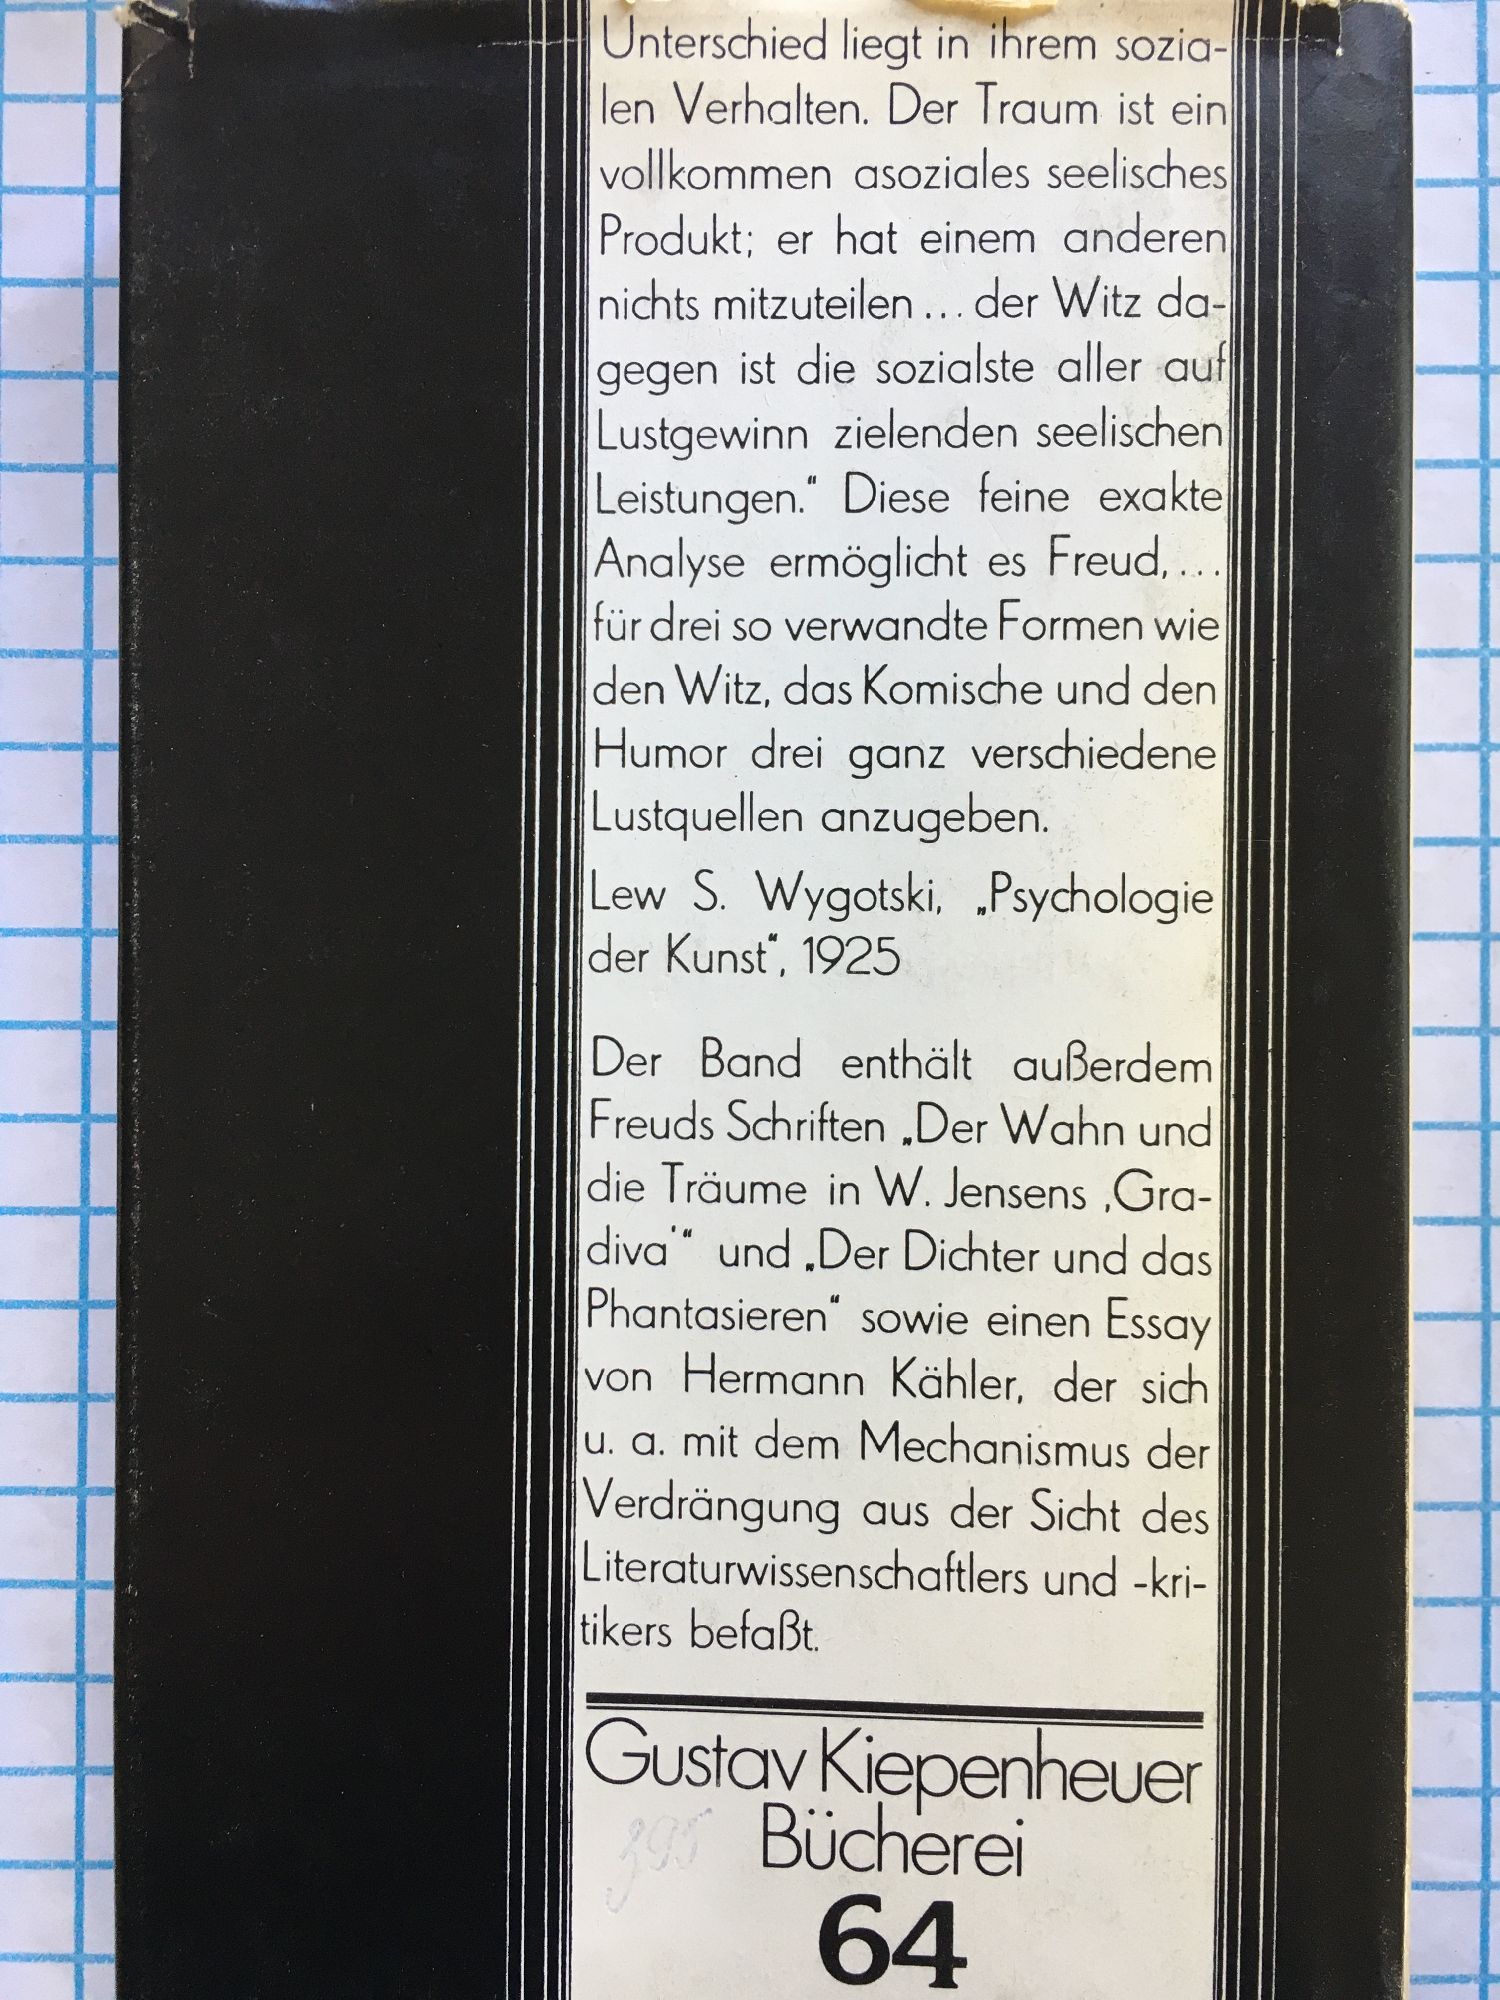 Unterschied liegt in ihrem sozia-
len Verhalten. Der Traum ist ein
vollkommen asoziales seelisches
Produkt; er hat einem anderen
nichts mitzuteilen ... der Witz da-
gegen ist die sozialste aller auf
Lustgewinn zielenden seelischen
Leistungen.“ Diese feine exakte
Analyse ermöglicht es Freud, ...
für drei so verwandte Formen wie
den Witz, das Komische und den
Humor drei ganz verschiedene
Lustquellen anzugeben.
Lew S. Wygotski, „Psychologie
der Kunst“, 1925
Der Band enthält außerdem
Freuds Schriften „Der Wahn und
die Träume in W. Jensens ‚Gra-
diva‘“ und „Der Dichter und das
Phantasieren“ sowie einen Essay
von Hermann Kähler, der sich
u. a. mit dem Mechanismus der
Verdrängung aus der Sicht des
Literaturwissenschaftlers und -kri-
tikers befaßt.
Gustav Kiepenheuer
Bücherei
64